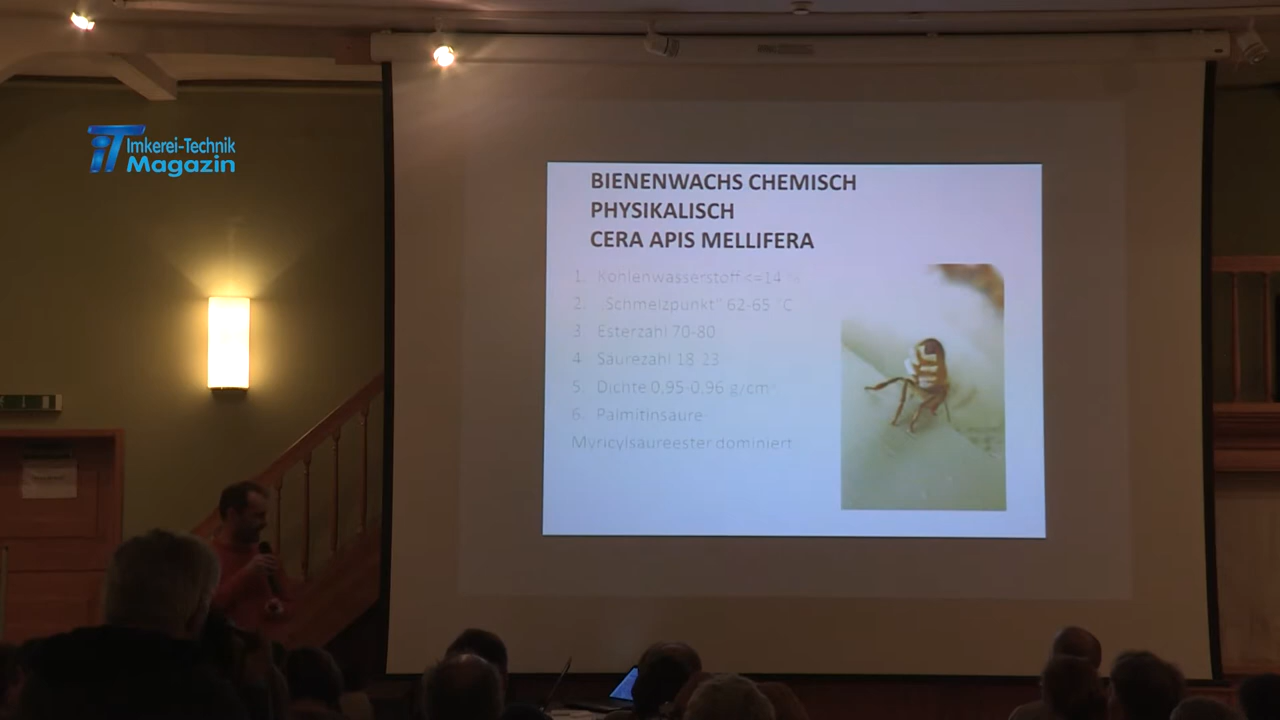 iT Imkerei-Technik
Magazin
BIENENWACHS CHEMISCH
PHYSIKALISCH
CERA APIS MELLIFERA
1. Kohlenwasserstoff <=14
2. „Schmelzpunkt" 62-65 °C
3 Esterzahl 70-80
4 Säurezahl 18-23
5. Dichte 0,95-0,96 g/cm
6. Palmitinsäure
Myricylsäureester dominiert